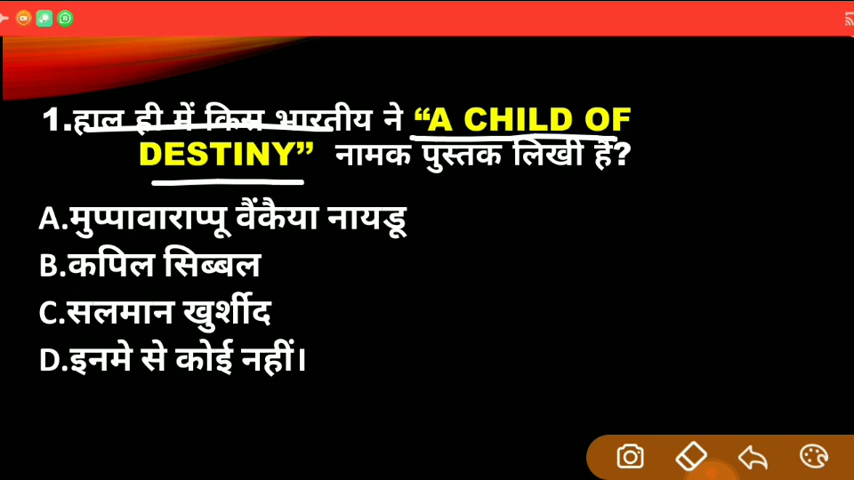 1.हाल ही में किस भारतीय ने “A CHILD OF
DESTINY” नामक पुस्तक लिखी हैं?
A.मुप्पावाराप्पू वैंकैया नायडू
B.कपिल सिब्बल
C.सलमान खुर्शीद
D.इनमे से कोई नहीं।